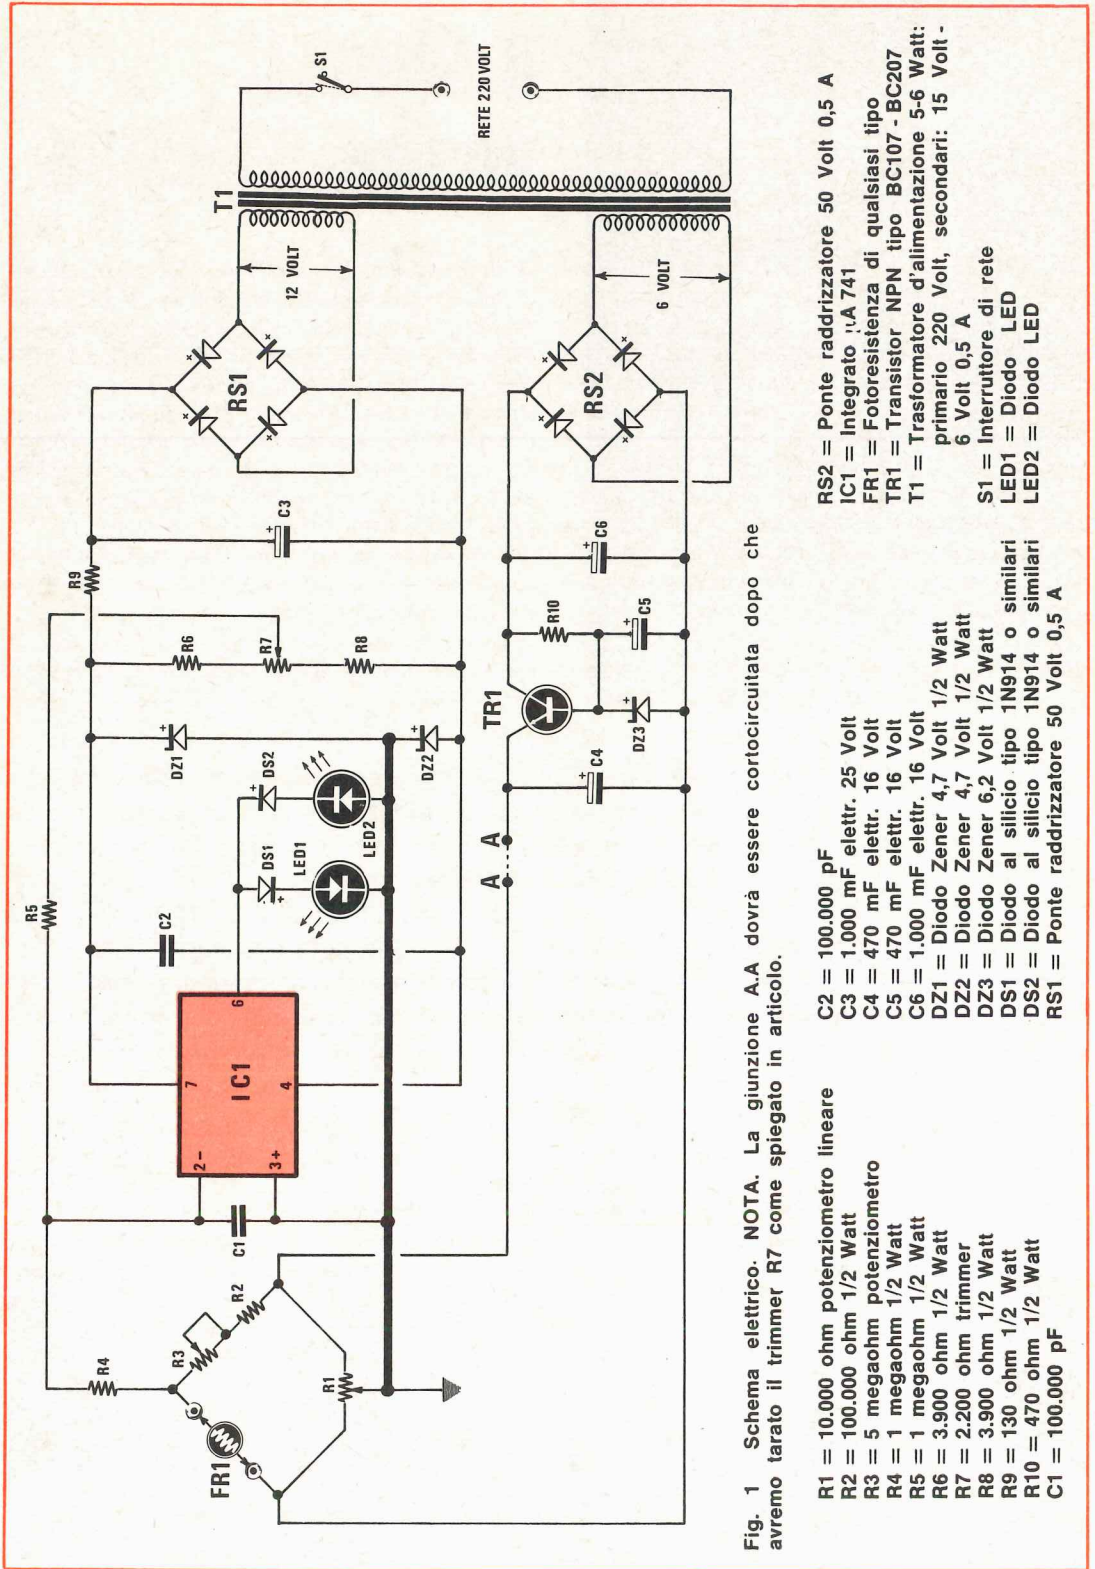 T1
S1
RETE 220 VOLT
12 VOLT
6 VOLT
RS1
RS2
C3
C6
R9
R6
R7
R8
R10
C5
TR1
DZ1
DZ2
DZ3
C4
DS2
DS1
LED1
LED2
A
A
R5
C2
IC1
7
6
4
2-
3+
C1
R4
R3
R2
R1
FR1
Fig. 1 Schema elettrico. NOTA. La giunzione A.A dovrà essere cortocircuitata dopo che
avremo tarato il trimmer R7 come spiegato in articolo.
R1 = 10.000 ohm potenziometro lineare
R2 = 100.000 ohm 1/2 Watt
R3 = 5 megaohm potenziometro
R4 = 1 megaohm 1/2 Watt
R5 = 1 megaohm 1/2 Watt
R6 = 3.900 ohm 1/2 Watt
R7 = 2.200 ohm trimmer
R8 = 3.900 ohm 1/2 Watt
R9 = 130 ohm 1/2 Watt
R10 = 470 ohm 1/2 Watt
C1 = 100.000 pF
C2 = 100.000 pF
C3 = 1.000 mF elettr. 25 Volt
C4 = 470 mF elettr. 16 Volt
C5 = 470 mF elettr. 16 Volt
C6 = 1.000 mF elettr. 16 Volt
DZ1 = Diodo Zener 4,7 Volt 1/2 Watt
DZ2 = Diodo Zener 4,7 Volt 1/2 Watt
DZ3 = Diodo Zener 6,2 Volt 1/2 Watt
DS1 = Diodo al silicio tipo 1N914 o similari
DS2 = Diodo al silicio tipo 1N914 o similari
RS1 = Ponte raddrizzatore 50 Volt 0,5 A
RS2 = Ponte raddrizzatore 50 Volt 0,5 A
IC1 = Integrato µA 741
FR1 = Fotoresistenza di qualsiasi tipo
TR1 = Transistor NPN tipo BC107 - BC207
T1 = Trasformatore d'alimentazione 5-6 Watt:
primario 220 Volt, secondari: 15 Volt -
6 Volt 0,5 A
S1 = Interruttore di rete
LED1 = Diodo LED
LED2 = Diodo LED